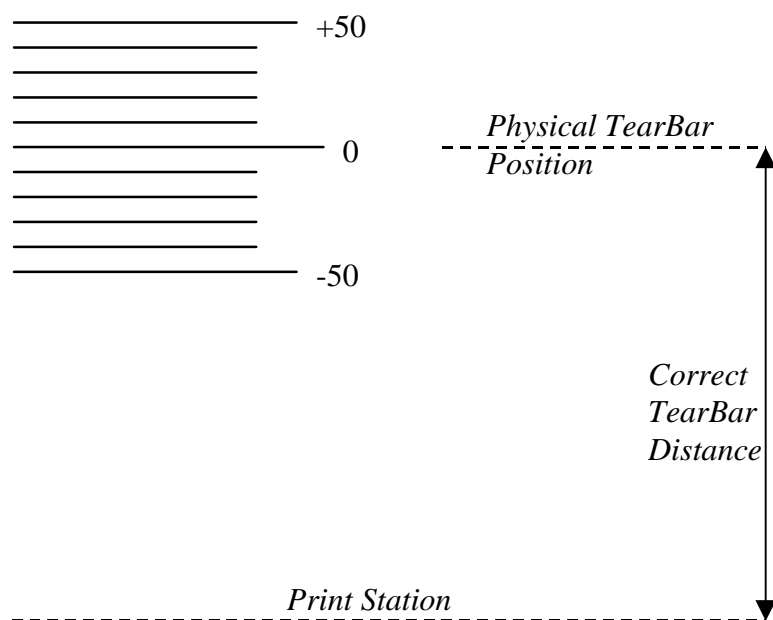 +50
Physical TearBar
0
Position
-50
Correct
TearBar
Distance
Print Station